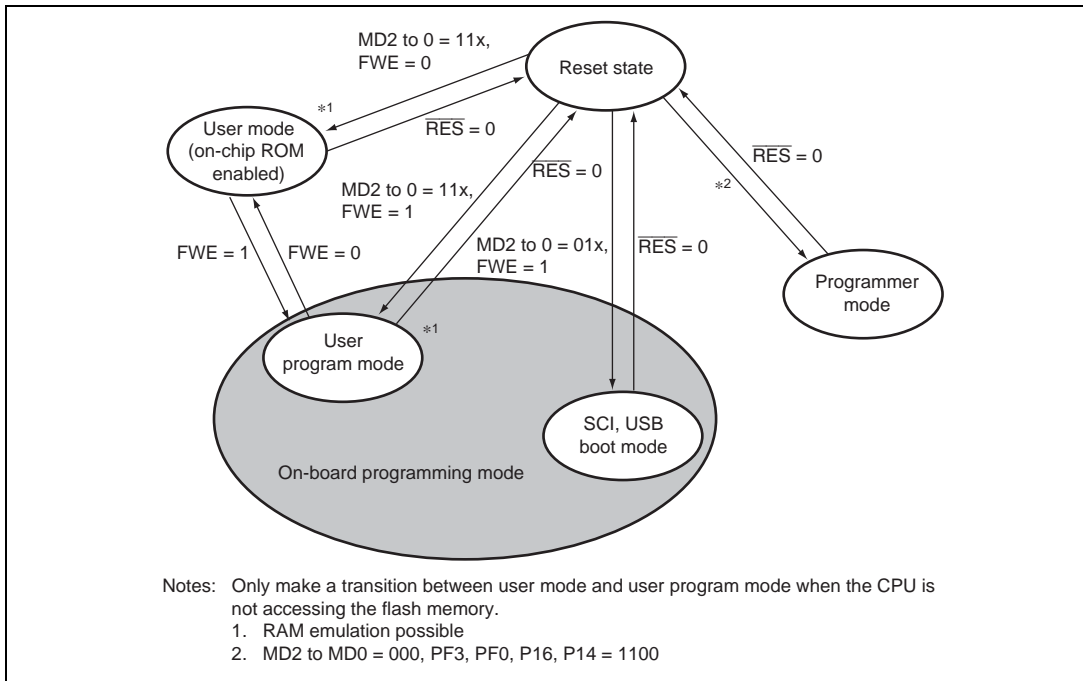 MD2 to 0 = 11x,
FWE = 0
Reset state
*1
RES = 0
User mode
(on-chip ROM
enabled)
MD2 to 0 = 11x,
FWE = 1
RES = 0
RES = 0
*2
FWE = 1
FWE = 0
MD2 to 0 = 01x,
FWE = 1
RES = 0
Programmer
mode
User
program mode
*1
SCI, USB
boot mode
On-board programming mode
Notes: Only make a transition between user mode and user program mode when the CPU is
not accessing the flash memory.
1. RAM emulation possible
2. MD2 to MD0 = 000, PF3, PF0, P16, P14 = 1100